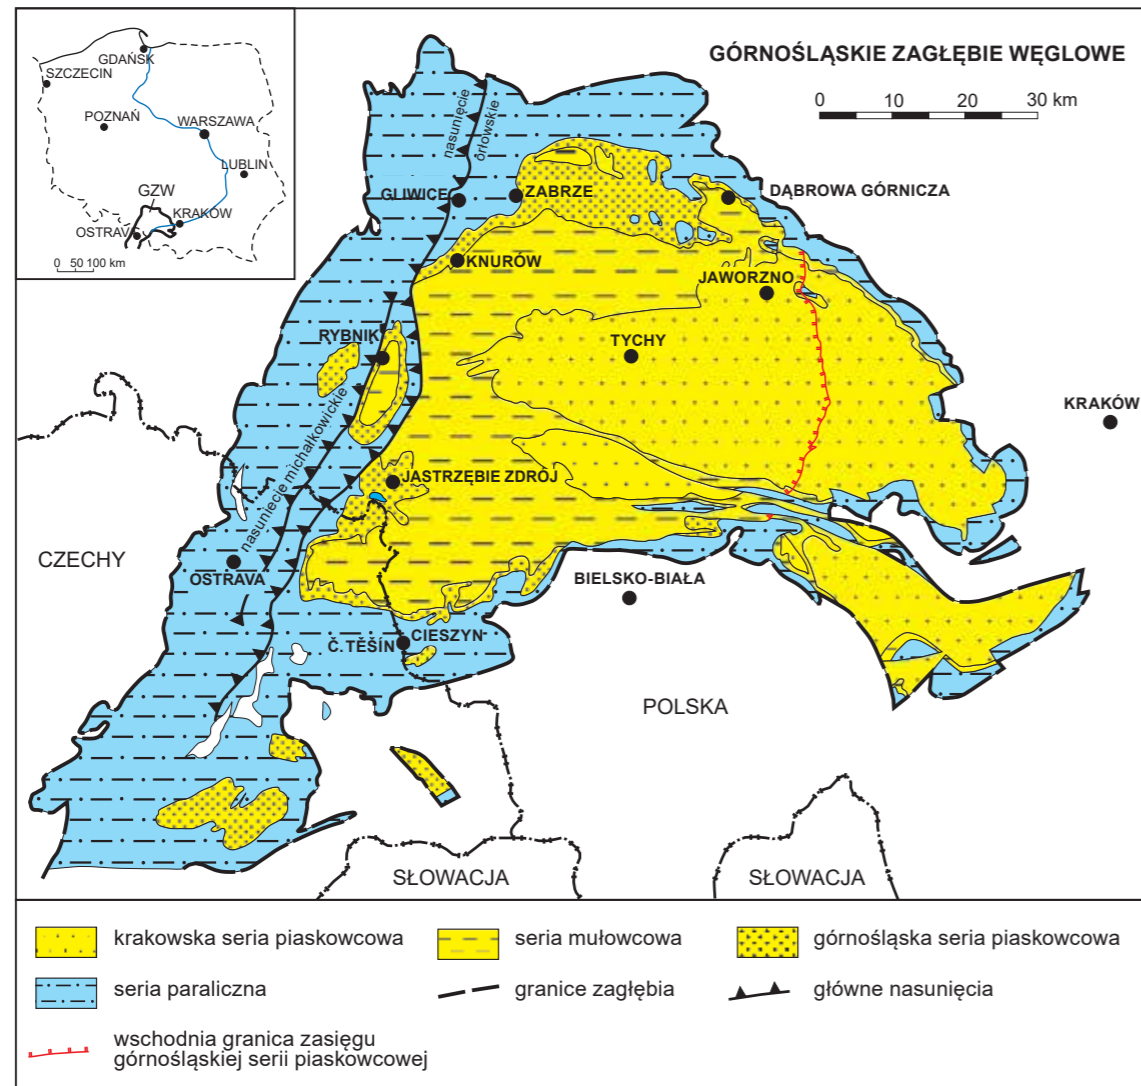 GDAŃSK
SZCZECIN
POZNAŃ
WARSZAWA
LUBLIN
GZW
KRAKÓW
OSTRAVA
0 50 100 km
GÓRNOŚLĄSKIE ZAGŁĘBIE WĘGLOWE
0 10 20 30 km
nasunięcie
orłowskie
GLIWICE
ZABRZE
DĄBROWA GÓRNICZA
KNURÓW
JAWORZNO
RYBNIK
TYCHY
KRAKÓW
nasunięcie michałkowickie
JASTRZĘBIE ZDRÓJ
CZECHY
OSTRAVA
BIELSKO-BIAŁA
Č. TĚŠÍN
CIESZYN
POLSKA
SŁOWACJA
SŁOWACJA
krakowska seria piaskowcowa
seria mułowcowa
górnośląska seria piaskowcowa
seria paraliczna
granice zagłębia
główne nasunięcia
wschodnia granica zasięgu
górnośląskiej serii piaskowcowej